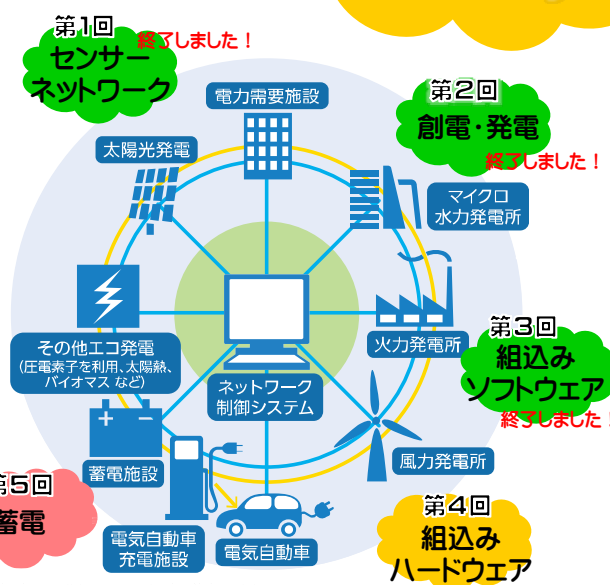 第1回
終了しました！
センサー
ネットワーク
電力需要施設
第2回
創電・発電
終了しました！
太陽光発電
マイクロ
水力発電所
その他エコ発電
(圧電素子を利用、太陽熱、
バイオマス など)
ネットワーク
制御システム
火力発電所
第3回
組込み
ソフトウェア
終了しました！
蓄電施設
風力発電所
第5回
蓄電
電気自動車
充電施設
電気自動車
第4回
組込み
ハードウェア